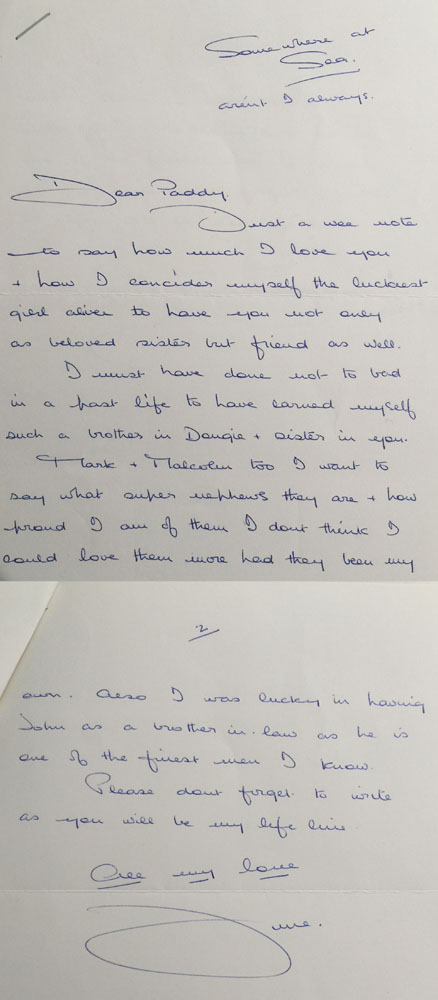 Somewhere at
Sea.
aren't I always.
Dear Paddy.
Just a wee note
to say how much I love you
+ how I concider myself the luckiest
girl alive to have you not only
as beloved sister but friend as well.
I must have done not to bad
in a past life to have earned myself
such a brother in Dougie + sister in you.
Mark + Malcolm too I want to
say what super nephews they are + how
proud I am of them I dont think I
could love them more had they been my
2
own. Also I was lucky in having
John as a brother in-law as he is
one of the finest men I know.
Please dont forget to write
as you will be my life line.
All my love
June.